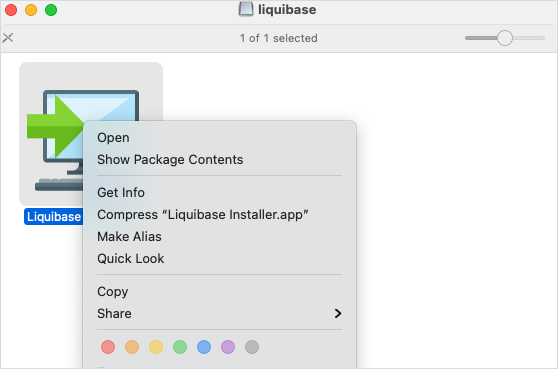 liquibase
1 of 1 selected
Liquibase
Open
Show Package Contents
Get Info
Compress “Liquibase Installer.app”
Make Alias
Quick Look
Copy
Share